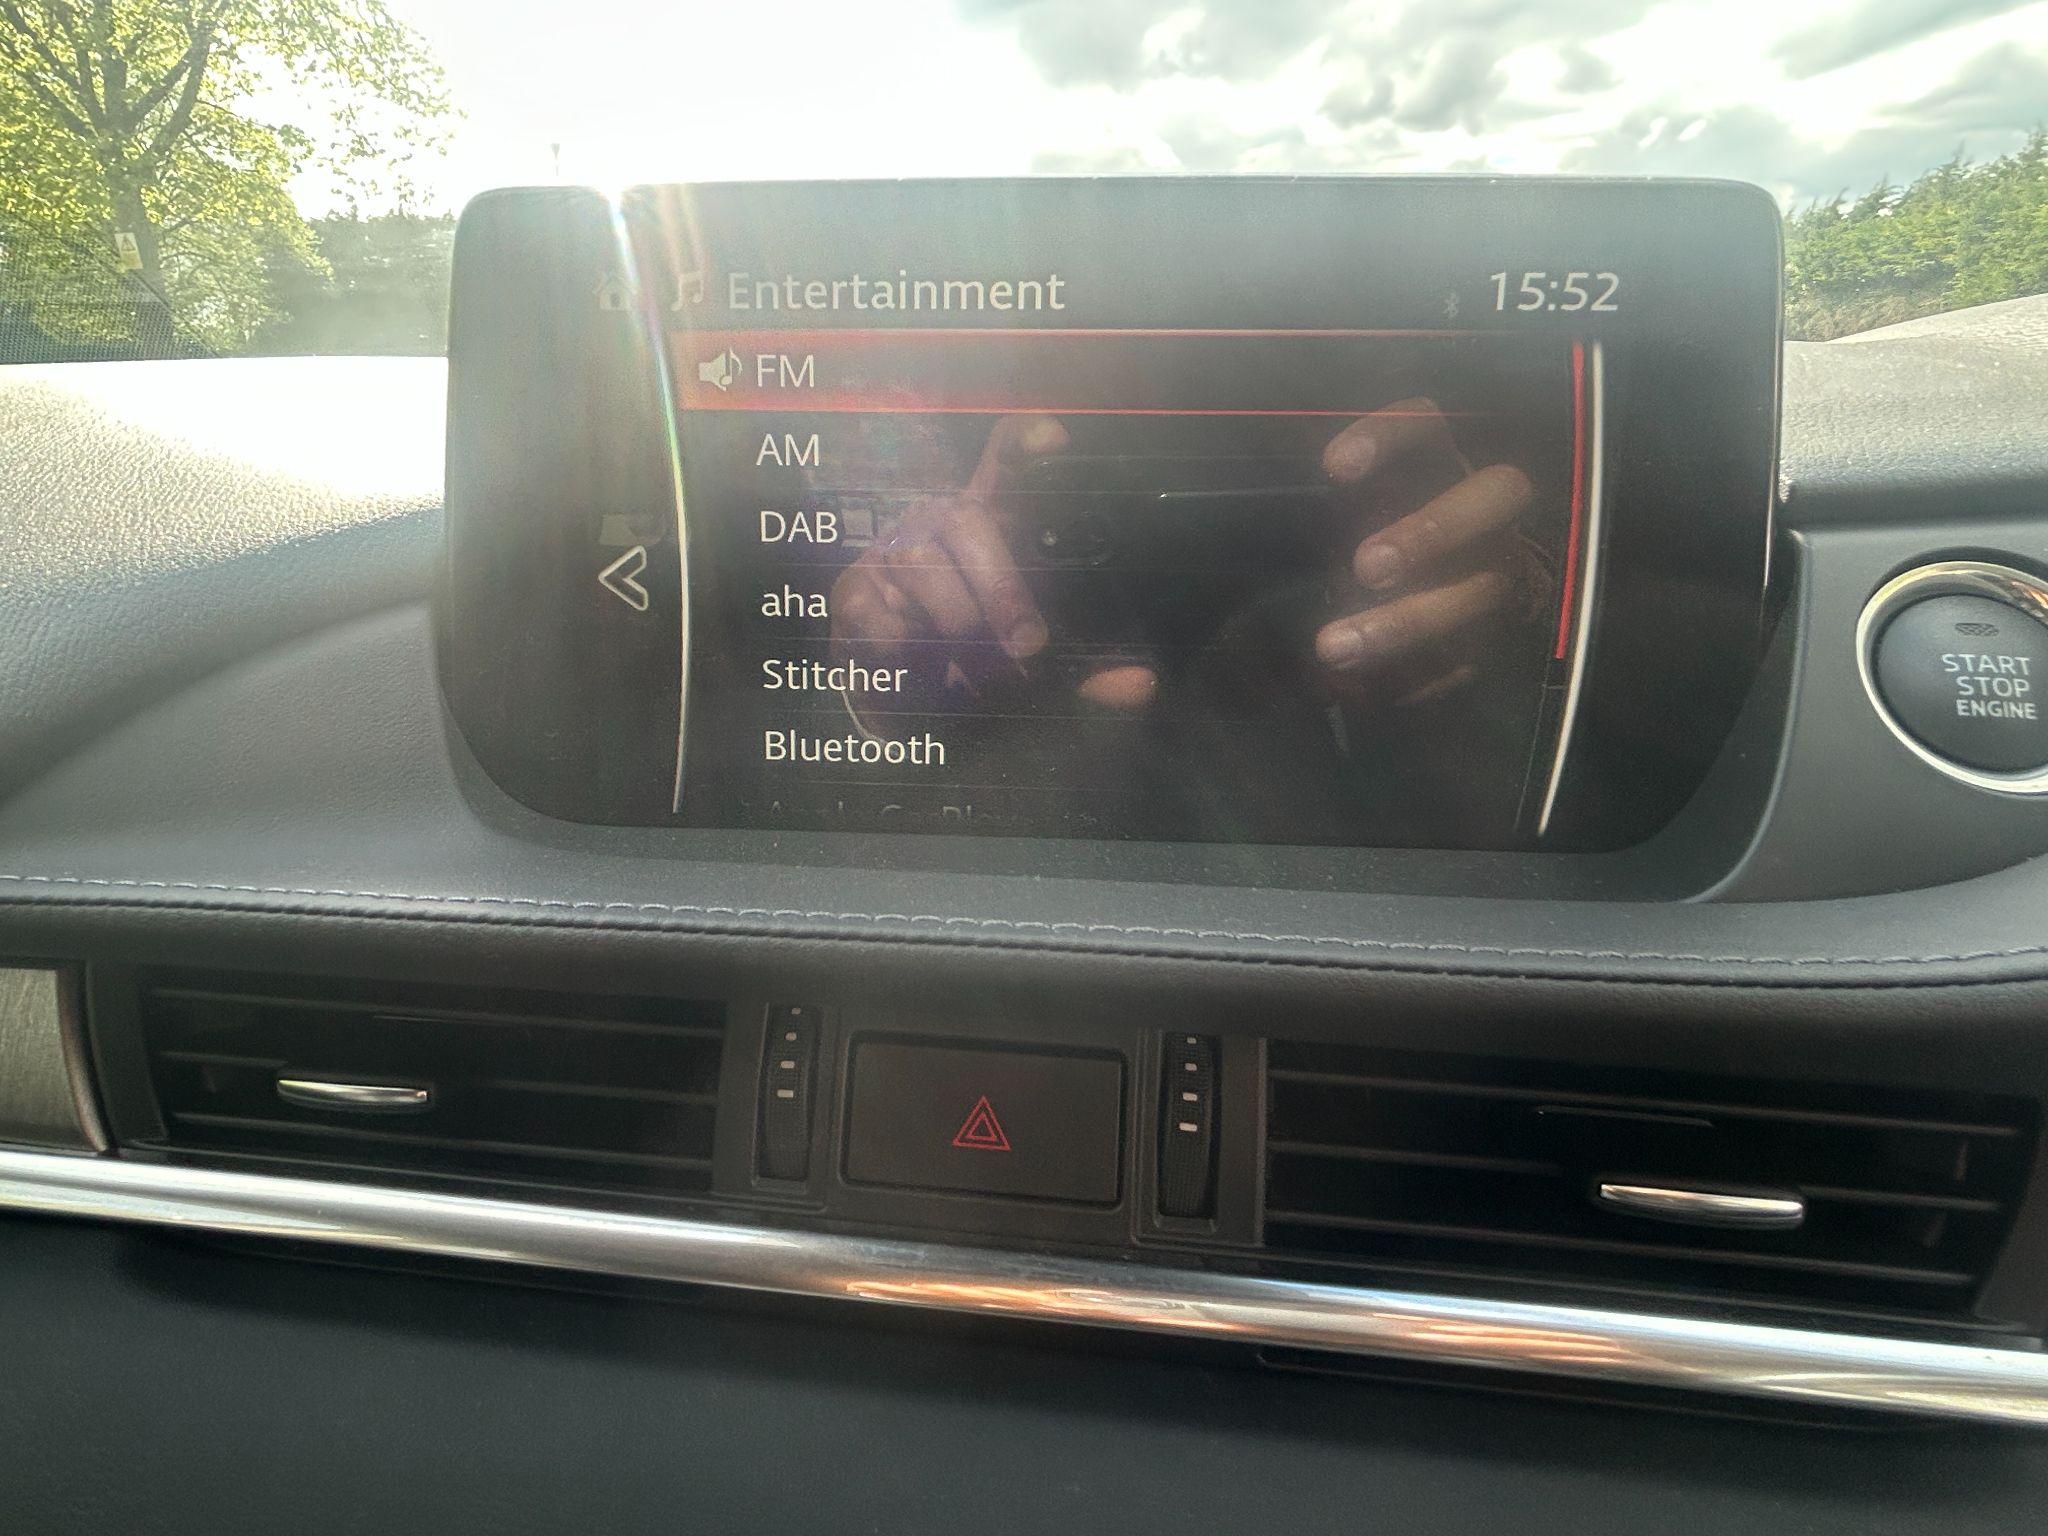 Entertainment
15:52
FM
AM
DAB
aha
Stitcher
Bluetooth
START
STOP
ENGINE